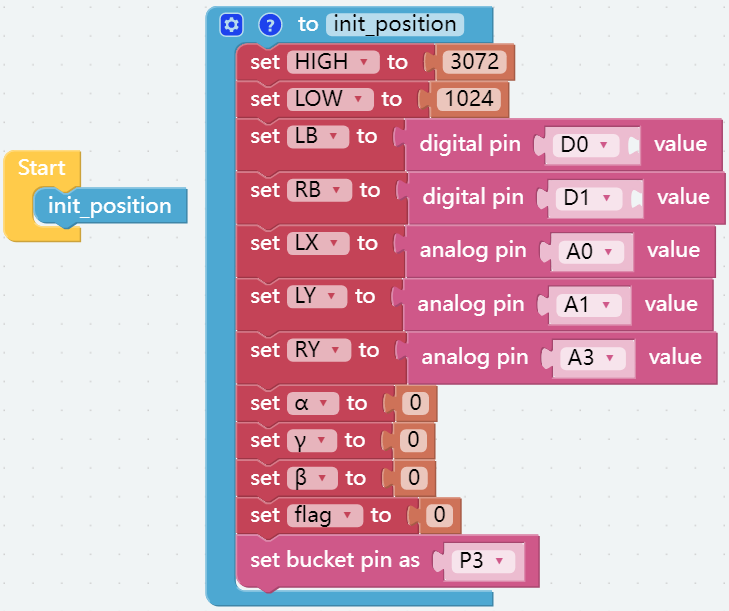 to init_position
set HIGH to 3072
set LOW to 1024
set LB to digital pin D0 value
set RB to digital pin D1 value
set LX to analog pin A0 value
set LY to analog pin A1 value
set RY to analog pin A3 value
set α to 0
set γ to 0
set β to 0
set flag to 0
set bucket pin as P3
Start
init_position